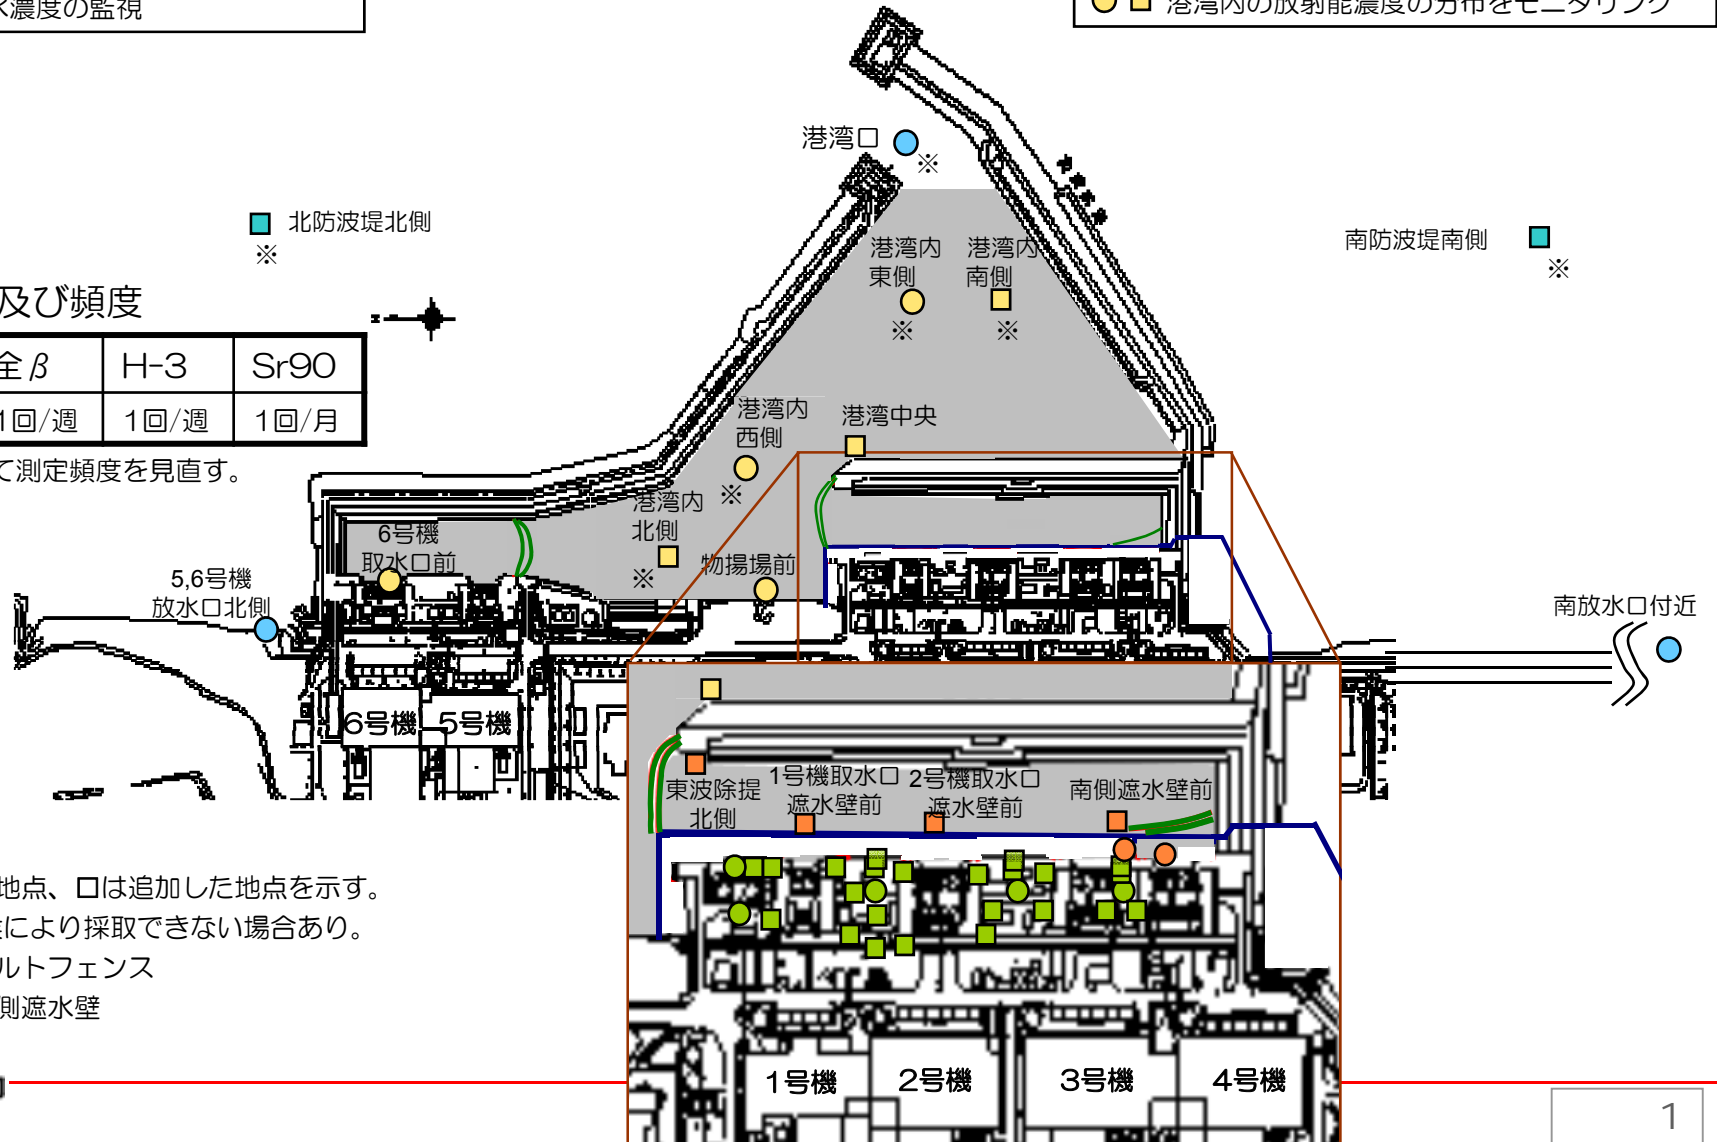 水濃度の監視
港湾内の放射能濃度の分布をモニタリング
港湾口
※
北防波堤北側
※
南防波堤南側
※
港湾内
東側
※
港湾内
南側
※
及び頻度
全β H-3 Sr90
1回/週 1回/週 1回/月
て測定頻度を見直す。
港湾内
西側
※
港湾中央
港湾内
北側
※
6号機
取水口前
物揚場前
5,6号機
放水口北側
南放水口付近
6号機 5号機
東波除堤
北側
1号機取水口
遮水壁前
2号機取水口
遮水壁前
南側遮水壁前
地点、□は追加した地点を示す。
により採取できない場合あり。
ルトフェンス
側遮水壁
1号機 2号機 3号機 4号機
1